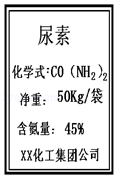 尿素
化学式:CO(NH₂)₂
净重: 50Kg/袋
含氨量: 45%
XX化工集团公司